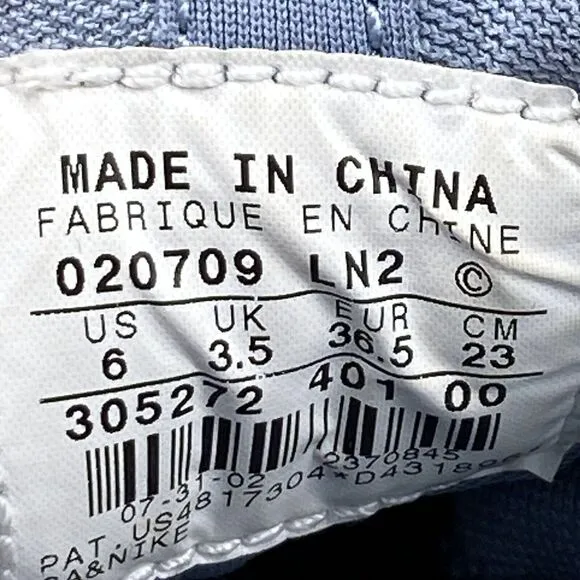 MADE IN CHINA
FABRIQUE EN CHINE
020709 LN2 ©
US UK EUR CM
6 3.5 36.5 23
305272 401 00
07-31-02 2370845
PAT. US4817304*D4318
&NIKE